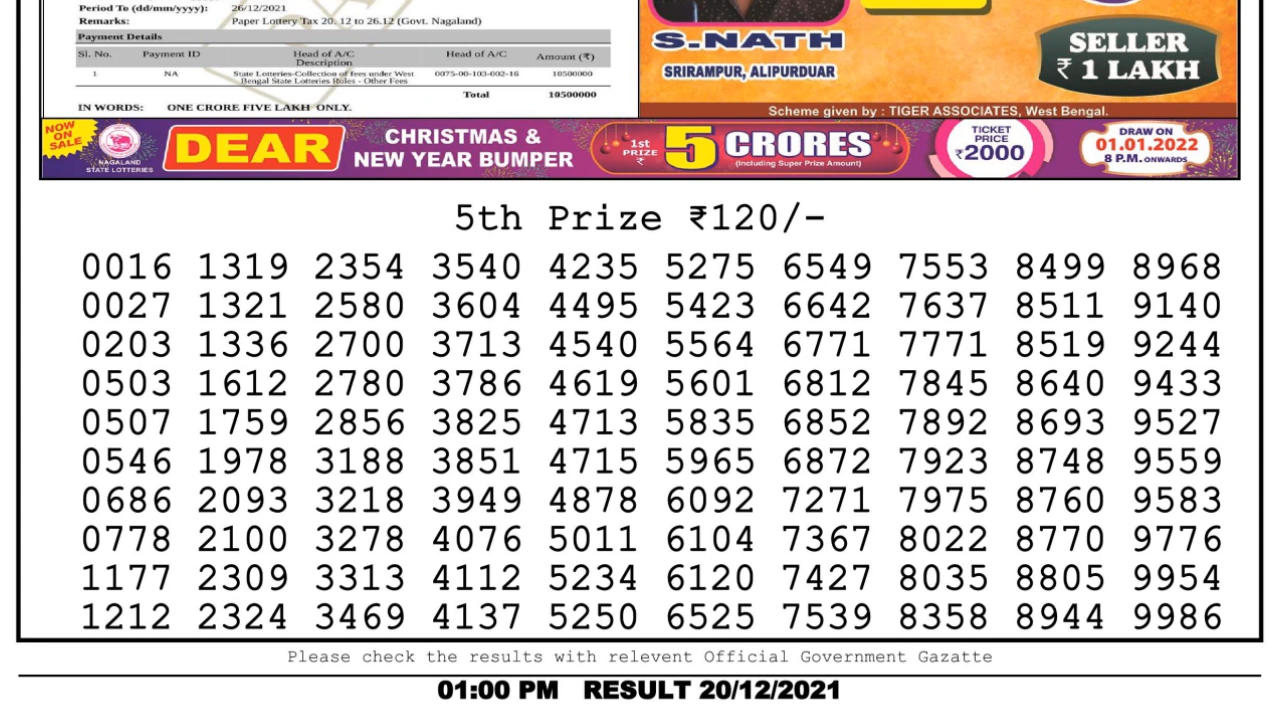 Period To (dd/mm/yyyy): 26/12/2021
Remarks: Paper Lottery Tax 20. 12 to 26.12 (Govt. Nagaland)
Payment Details
Sl. No. Payment ID Head of A/C Description Head of A/C Amount (₹)
1 NA State Lotteries-Collection of fees under West 0075-00-103-002-16 10500000
Bengal State Lotteries Rules - Other Fees
Total 10500000
IN WORDS: ONE CRORE FIVE LAKH ONLY.
S.NATH
SRIRAMPUR, ALIPURDUAR
SELLER
₹ 1 LAKH
Scheme given by : TIGER ASSOCIATES, West Bengal.
NOW
ON
SALE
NAGALAND
STATE LOTTERIES
DEAR
CHRISTMAS &
NEW YEAR BUMPER
1st
PRIZE
₹
5 CRORES
(Including Super Prize Amount)
TICKET
PRICE
₹2000
DRAW ON
01.01.2022
8 P.M. ONWARDS
5th Prize ₹120/-
0016 1319 2354 3540 4235 5275 6549 7553 8499 8968
0027 1321 2580 3604 4495 5423 6642 7637 8511 9140
0203 1336 2700 3713 4540 5564 6771 7771 8519 9244
0503 1612 2780 3786 4619 5601 6812 7845 8640 9433
0507 1759 2856 3825 4713 5835 6852 7892 8693 9527
0546 1978 3188 3851 4715 5965 6872 7923 8748 9559
0686 2093 3218 3949 4878 6092 7271 7975 8760 9583
0778 2100 3278 4076 5011 6104 7367 8022 8770 9776
1177 2309 3313 4112 5234 6120 7427 8035 8805 9954
1212 2324 3469 4137 5250 6525 7539 8358 8944 9986
Please check the results with relevent Official Government Gazatte
01:00 PM RESULT 20/12/2021